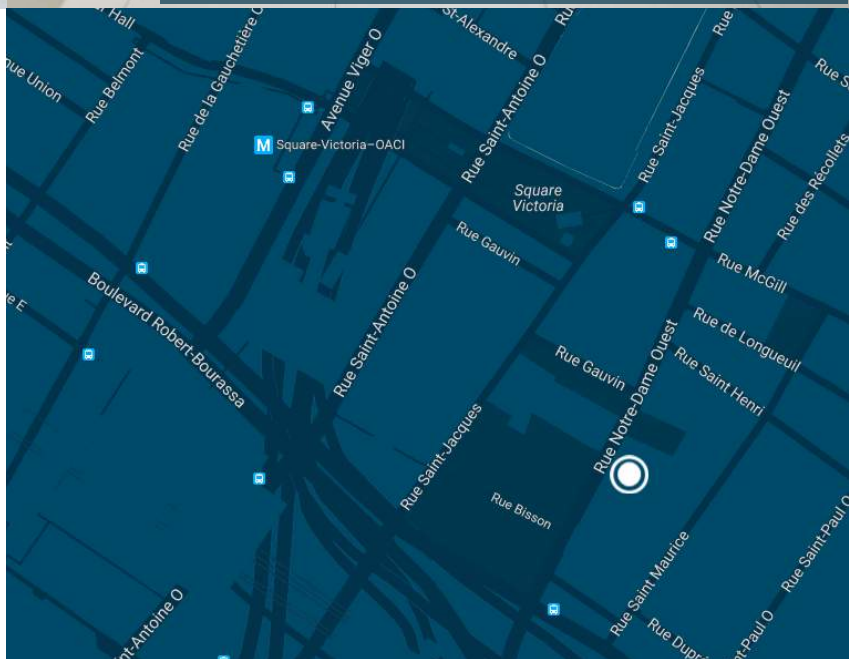 Hall
St-Alexandre
Rue
Rue
Avenue Viger O
Rue de la Gauchetière O
Rue Belmont
Union
Rue Saint-Antoine O
Rue Saint-Jacques
Rue S
M Square-Victoria–OACI
Rue Notre-Dame Ouest
Rue des Récollets
Square
Victoria
Rue Gauvin
Rue McGill
Boulevard Robert-Bourassa
e E
Rue Saint-Antoine O
Rue de Longueuil
Rue Gauvin
Rue Saint Henri
Rue Notre-Dame Ouest
Rue Saint-Jacques
Rue Bisson
Rue Saint-Paul O
Rue Saint Maurice
nt-Antoine O
Rue Dupr
t-Paul O